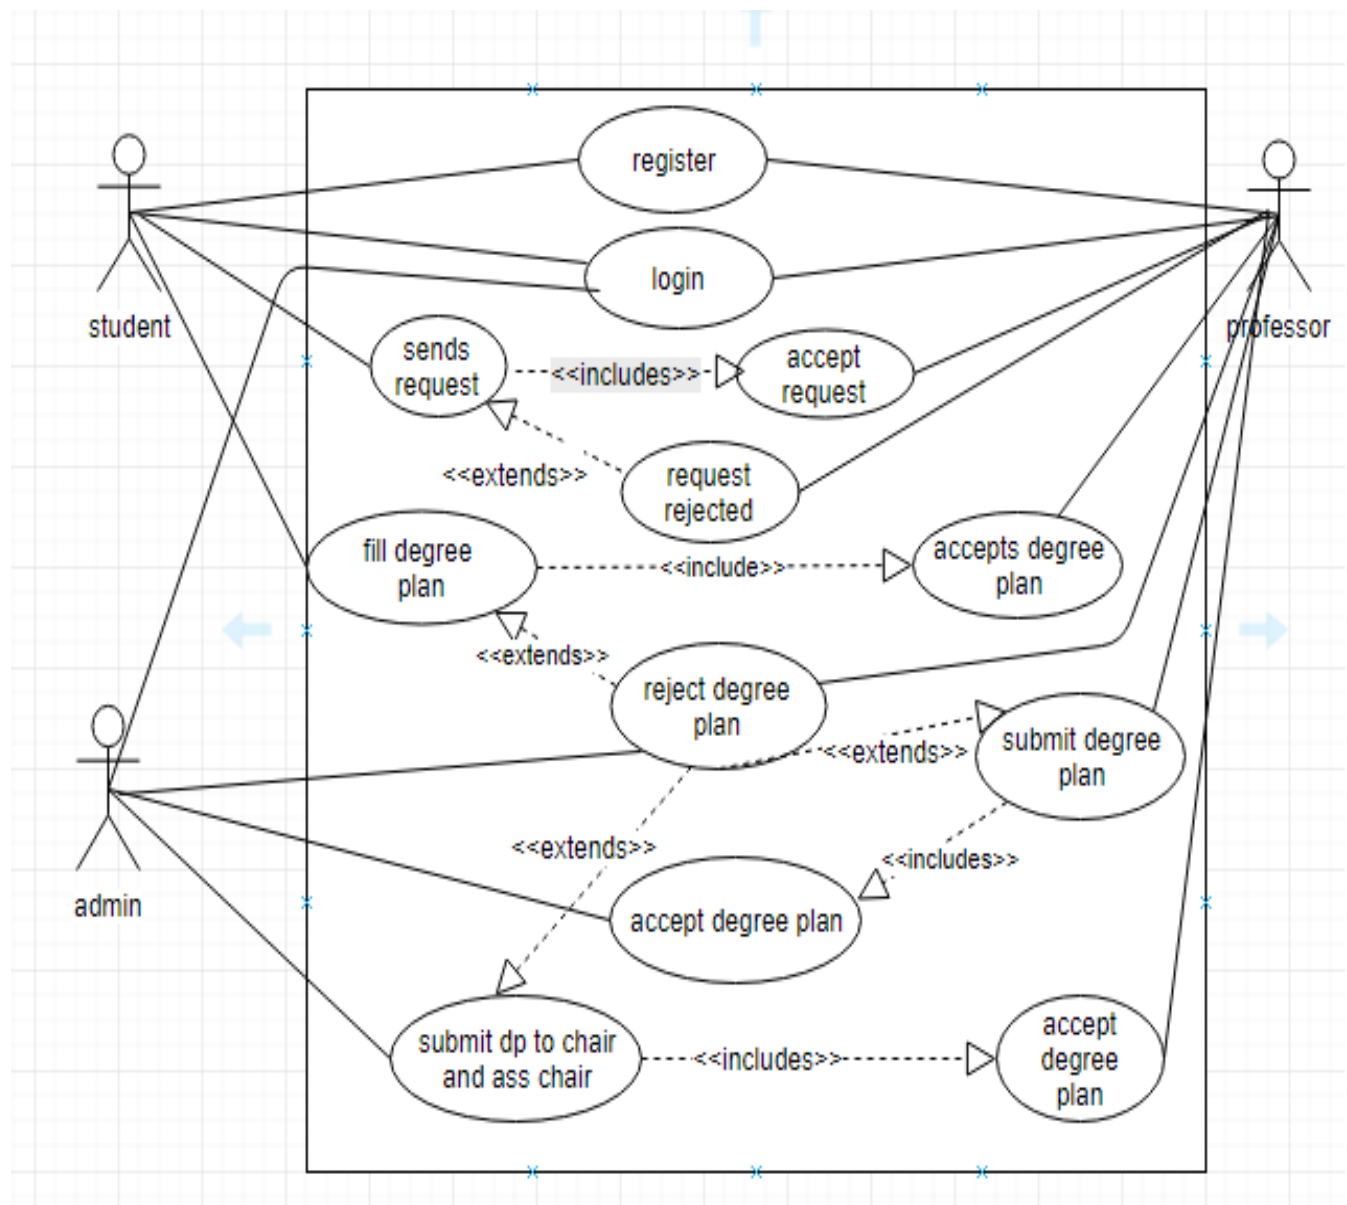 register
login
student
professor
sends
request
<<includes>>
accept
request
<<extends>>
request
rejected
fill degree
plan
<<include>>
accepts degree
plan
<<extends>>
reject degree
plan
<<extends>>
submit degree
plan
<<extends>>
<<includes>>
admin
accept degree plan
submit dp to chair
and ass chair
<<includes>>
accept
degree
plan